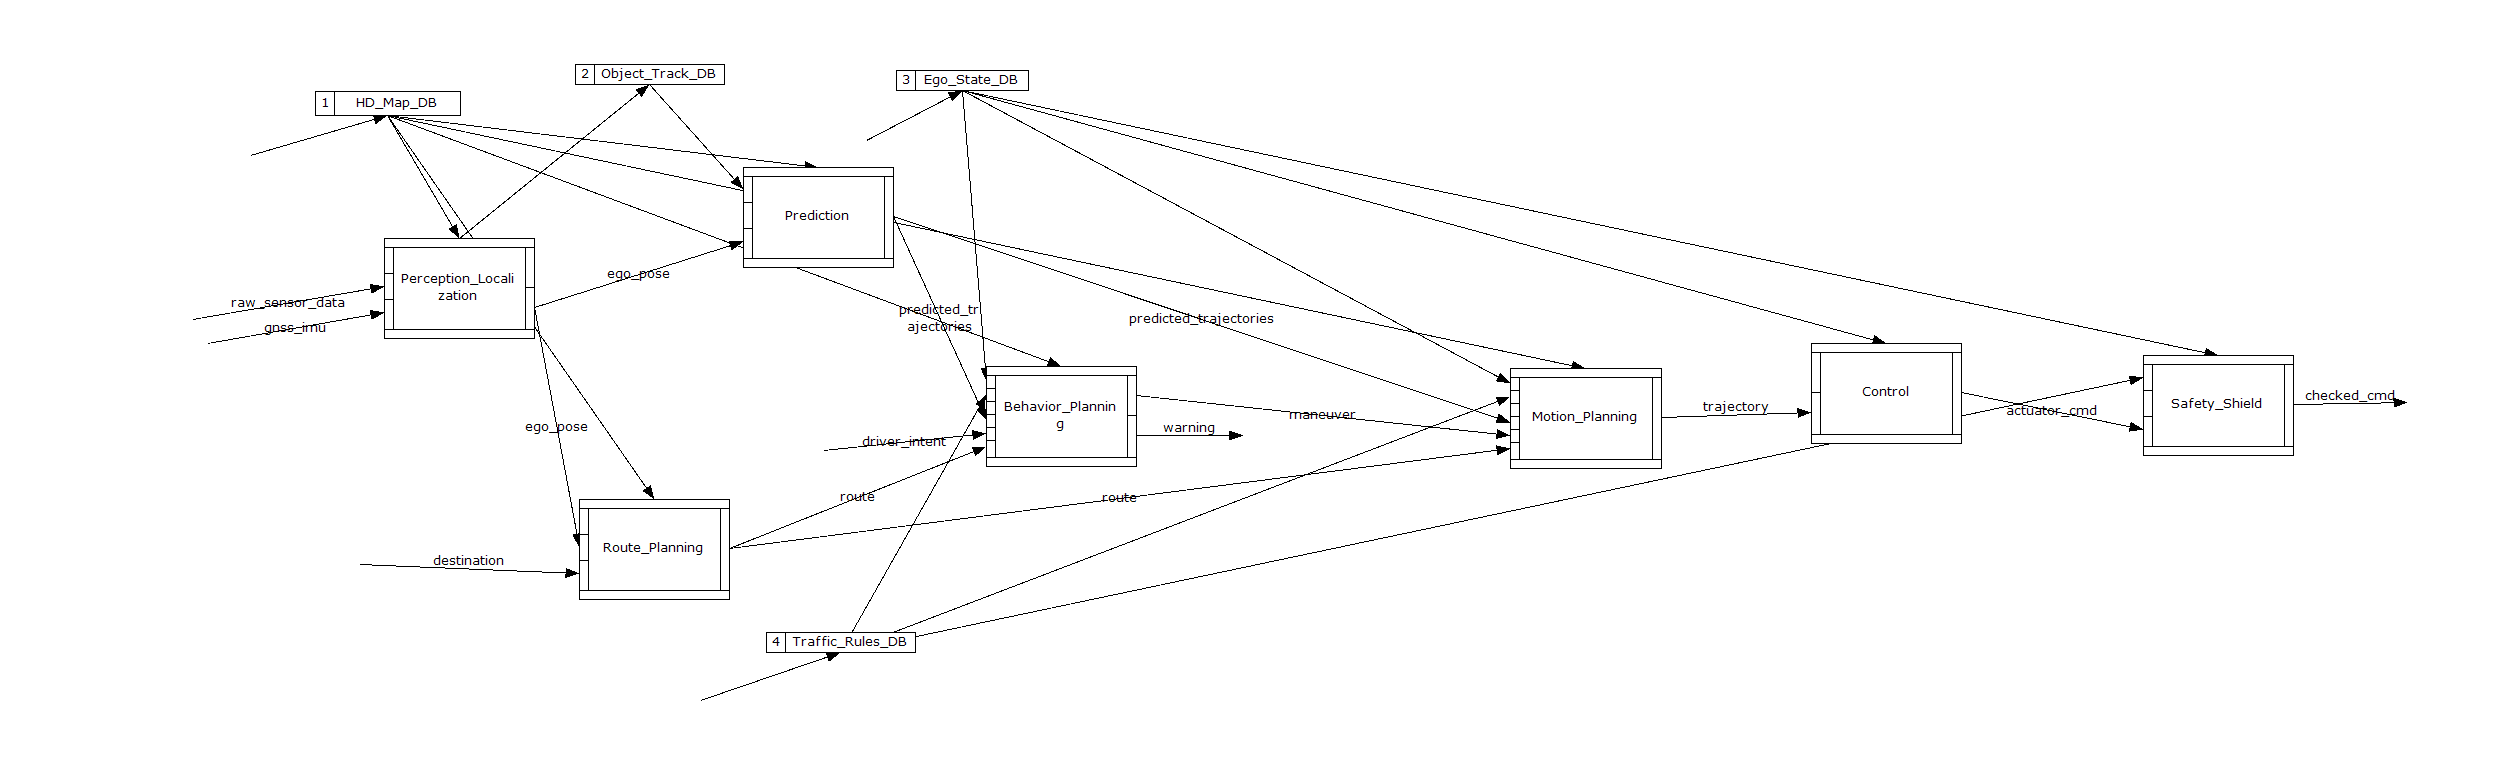 2 Object_Track_DB
3 Ego_State_DB
1 HD_Map_DB
Prediction
ego_pose
Perception_Locali
zation
raw_sensor_data
gnss_imu
predicted_tr
ajectories
predicted_trajectories
Behavior_Plannin
g
maneuver
warning
driver_intent
Motion_Planning
trajectory
Control
actuator_cmd
Safety_Shield
checked_cmd
ego_pose
route
route
destination
Route_Planning
4 Traffic_Rules_DB